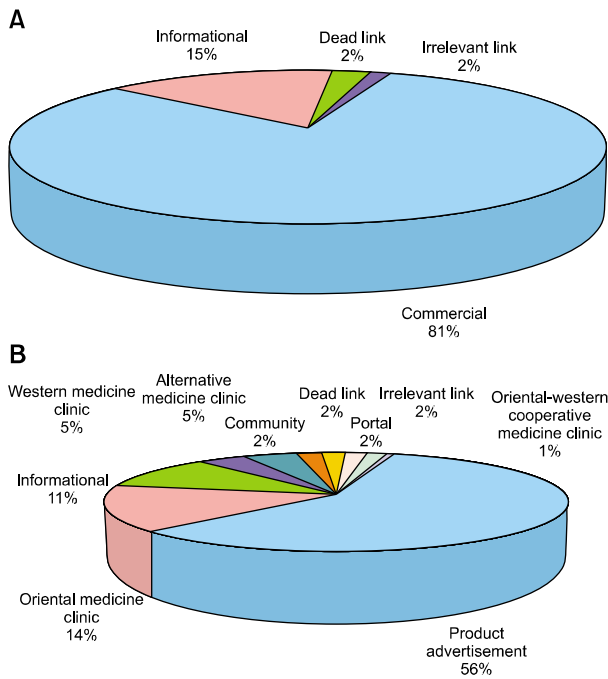 A
Informational
15%
Dead link
2%
Irrelevant link
2%
Commercial
81%
B
Western medicine
clinic
5%
Alternative
medicine clinic
5%
Community
2%
Dead link
2%
Portal
2%
Irrelevant link
2%
Oriental-western
cooperative
medicine clinic
1%
Informational
11%
Oriental medicine
clinic
14%
Product
advertisement
56%